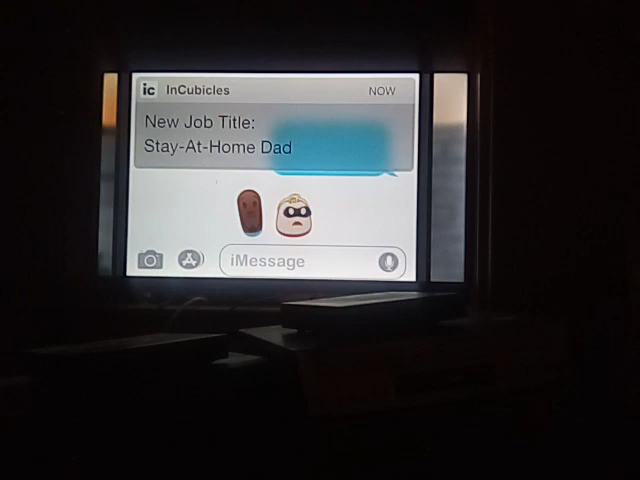 ic InCubicles NOW
New Job Title:
Stay-At-Home Dad
iMessage